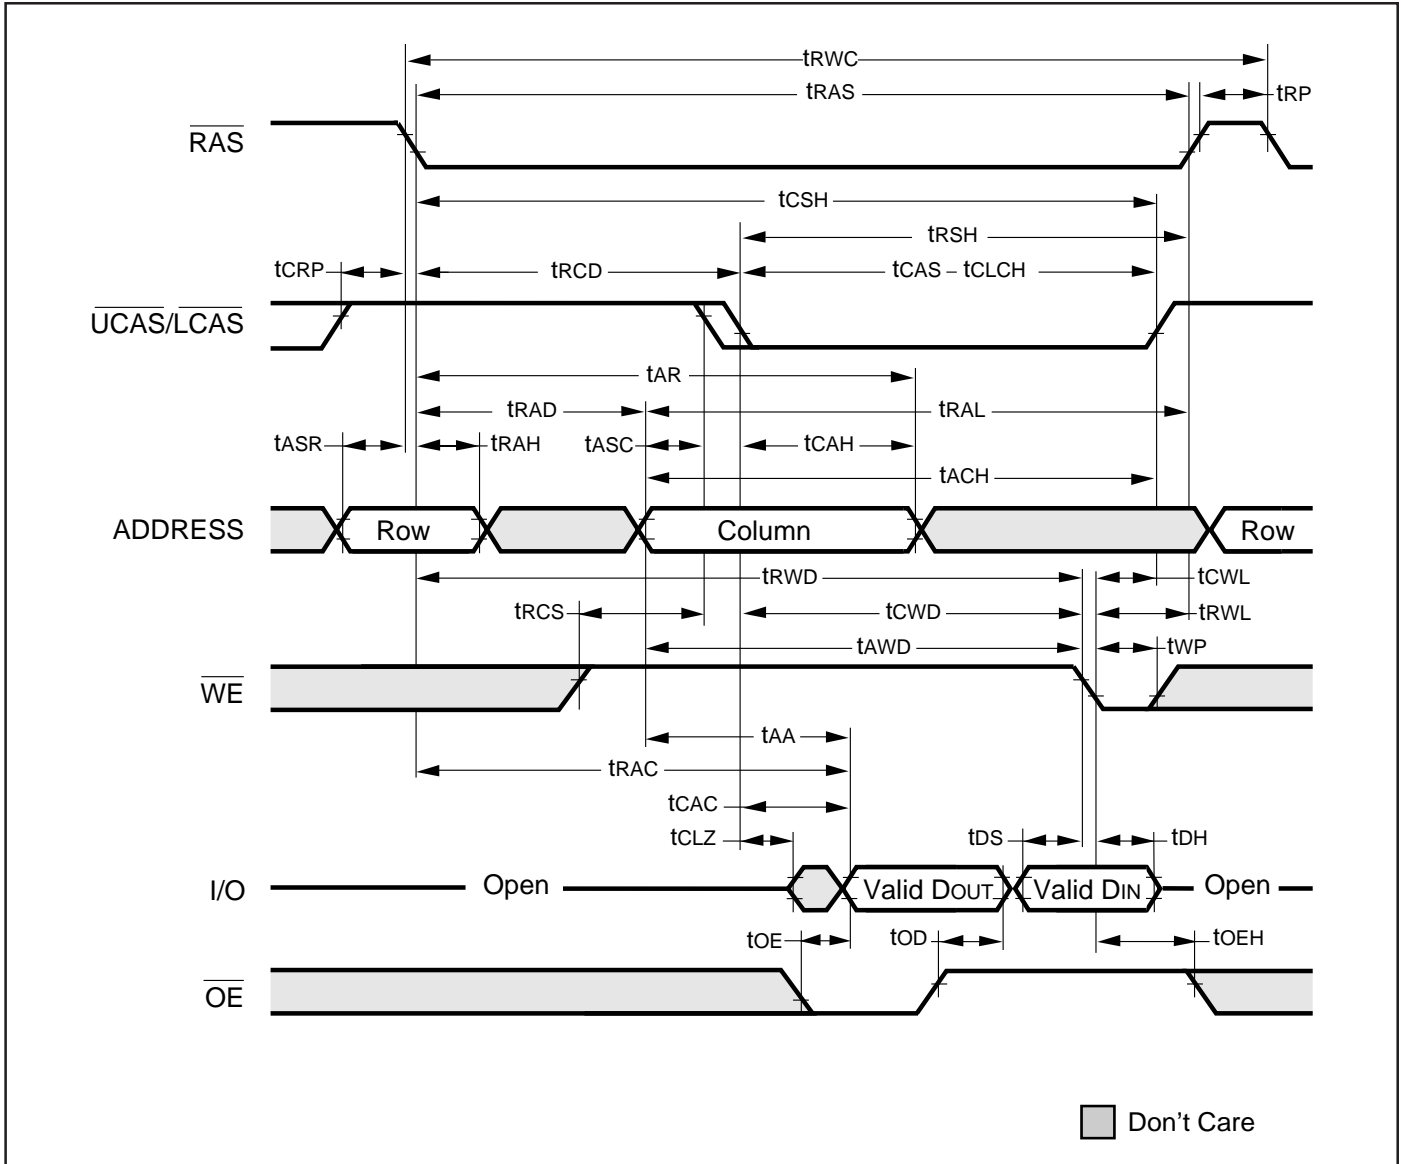 tRWC
tRAS
tRP
RAS
tCSH
tRSH
tCRP
tRCD
tCAS – tCLCH
UCAS/LCAS
tAR
tRAD
tRAL
tASR
tRAH
tASC
tCAH
tACH
ADDRESS
Row
Column
Row
tRWD
tCWL
tRCS
tCWD
tRWL
tAWD
tWP
WE
tAA
tRAC
tCAC
tCLZ
tDS
tDH
I/O
Open
Valid DOUT
Valid DIN
Open
tOE
tOD
tOEH
OE
Don't Care